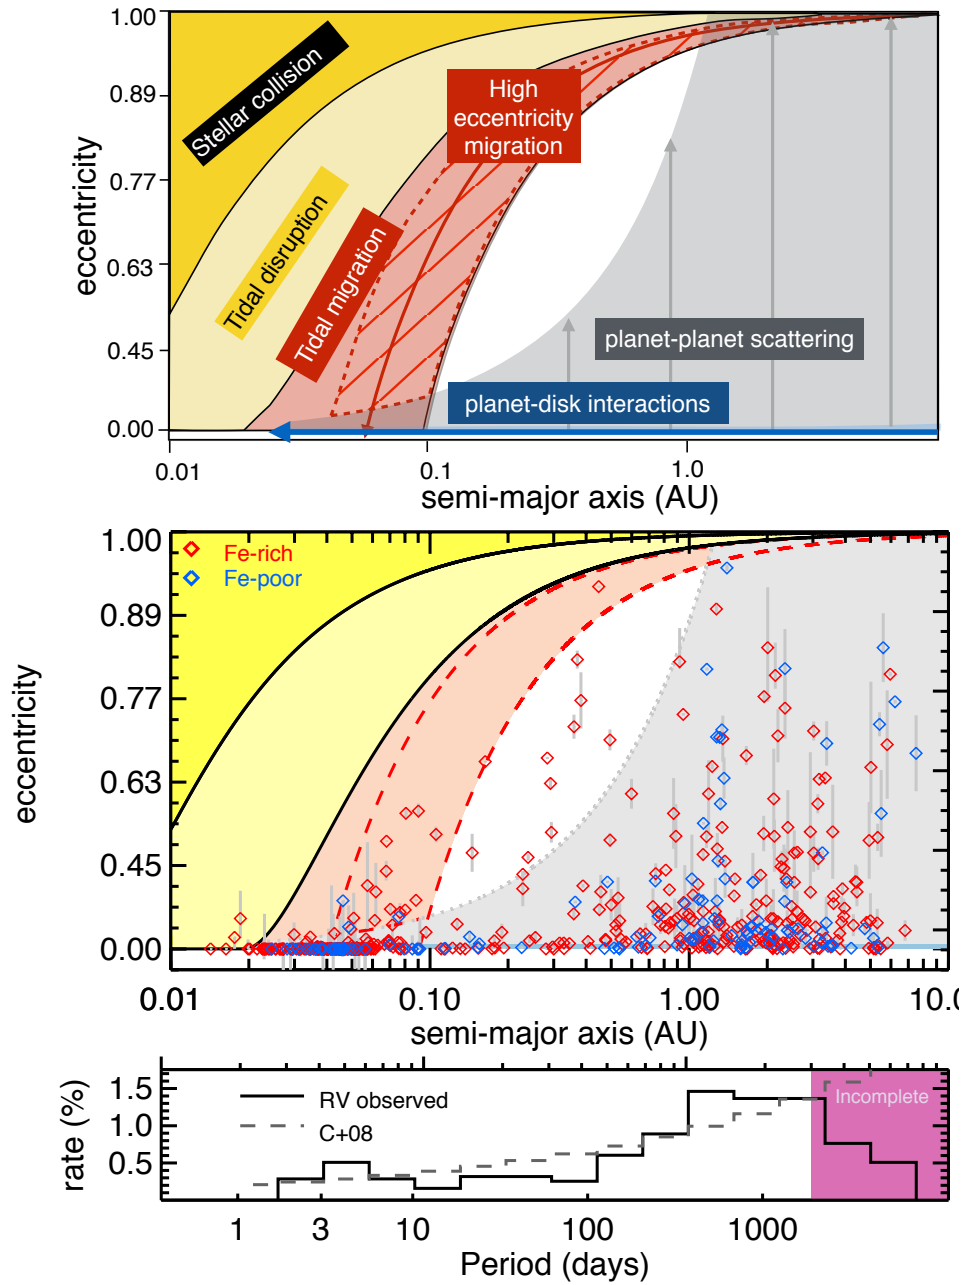 1.00
0.89
0.77
0.63
0.45
0.00
eccentricity
Stellar collision
Tidal disruption
Tidal migration
High
eccentricity
migration
planet-planet scattering
planet-disk interactions
0.01
0.1
1.0
semi-major axis (AU)
1.00
0.89
0.77
0.63
0.45
0.00
eccentricity
Fe-rich
Fe-poor
0.01
0.10
1.00
10.0
semi-major axis (AU)
1.5
1.0
0.5
rate (%)
RV observed
C+08
Incomplete
1
3
10
100
1000
Period (days)